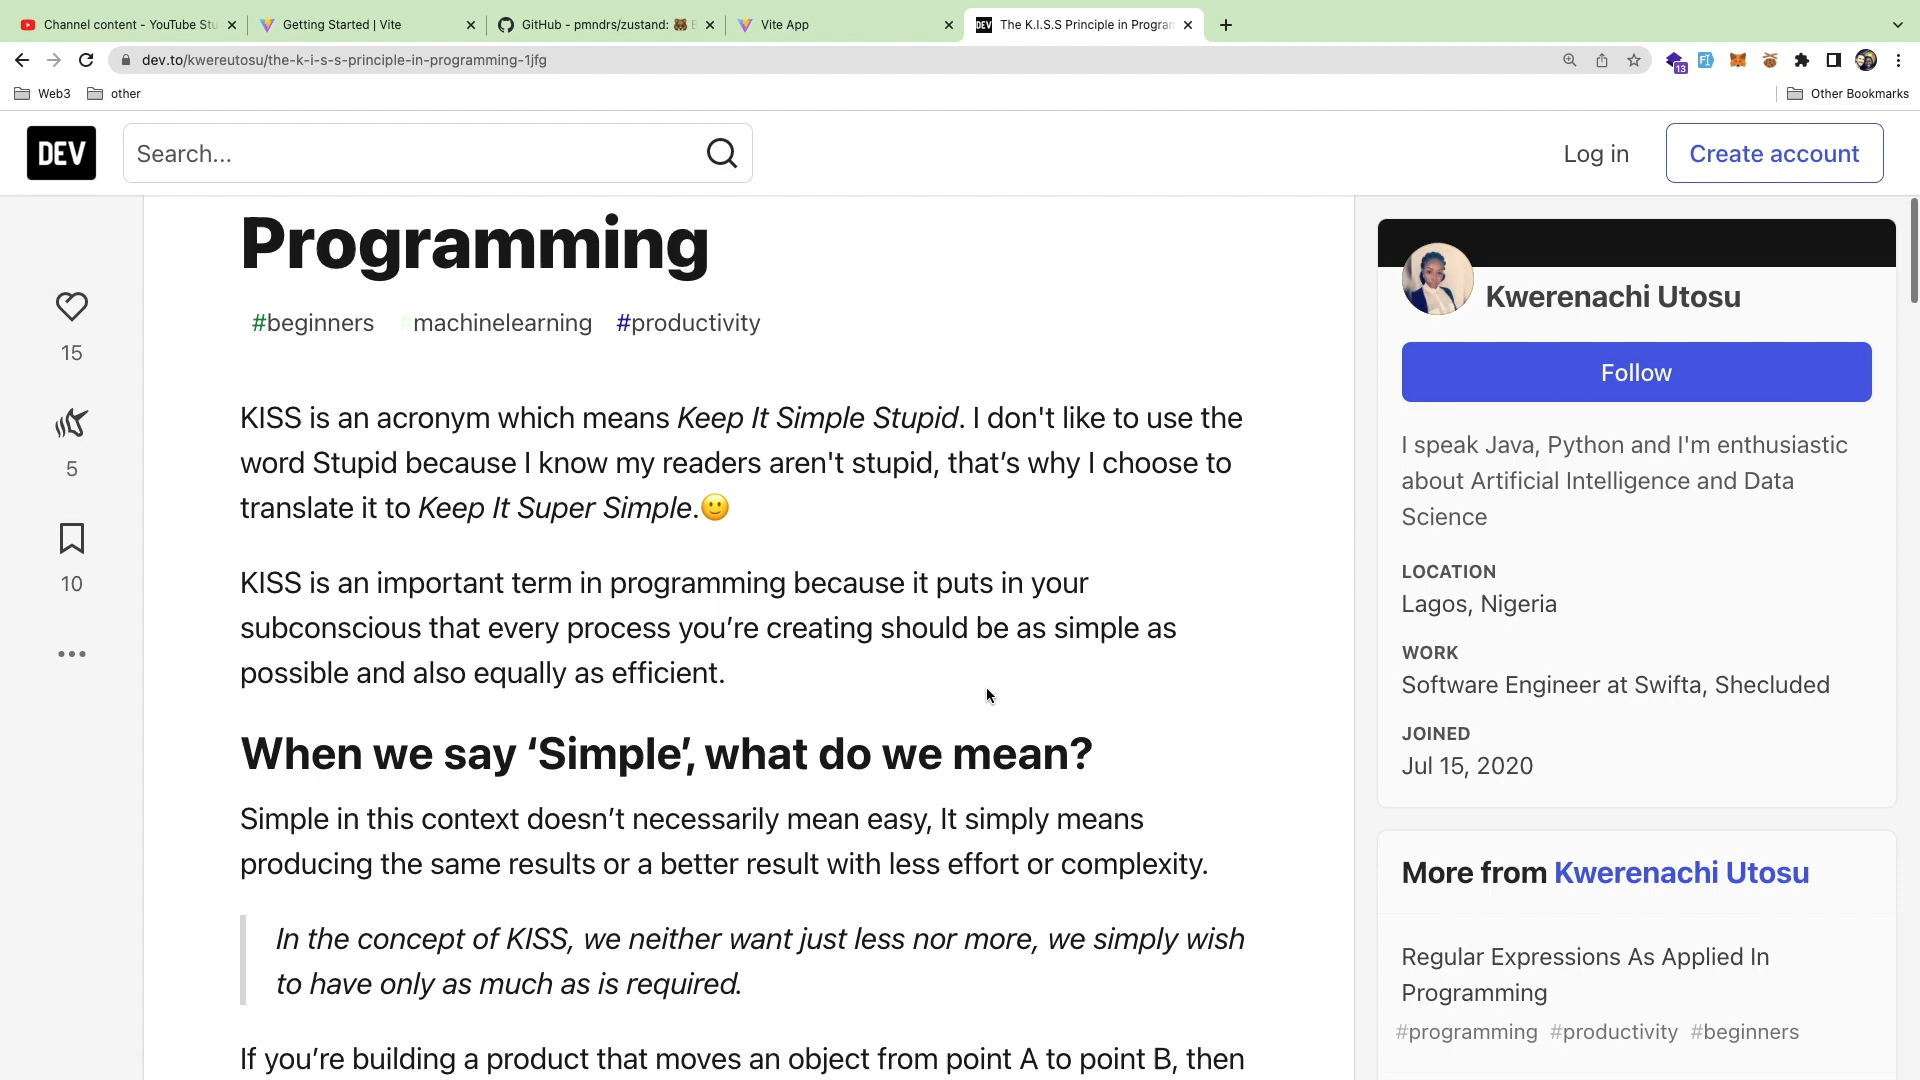 Channel content - YouTube Stu
Getting Started | Vite
GitHub - pmndrs/zustand: 🐻 B
Vite App
DEV
The K.I.S.S Principle in Program
dev.to/kwereutosu/the-k-i-s-s-principle-in-programming-1jfg
13
Web3
other
Other Bookmarks
DEV
Search...
Log in
Create account
Programming
#beginners #machinelearning #productivity
15
5
10
KISS is an acronym which means Keep It Simple Stupid. I don't like to use the
word Stupid because I know my readers aren't stupid, that’s why I choose to
translate it to Keep It Super Simple.🙂
KISS is an important term in programming because it puts in your
subconscious that every process you’re creating should be as simple as
possible and also equally as efficient.
When we say ‘Simple’, what do we mean?
Simple in this context doesn’t necessarily mean easy, It simply means
producing the same results or a better result with less effort or complexity.
In the concept of KISS, we neither want just less nor more, we simply wish
to have only as much as is required.
If you’re building a product that moves an object from point A to point B, then
Kwerenachi Utosu
Follow
I speak Java, Python and I'm enthusiastic
about Artificial Intelligence and Data
Science
LOCATION
Lagos, Nigeria
WORK
Software Engineer at Swifta, Shecluded
JOINED
Jul 15, 2020
More from Kwerenachi Utosu
Regular Expressions As Applied In
Programming
#programming #productivity #beginners